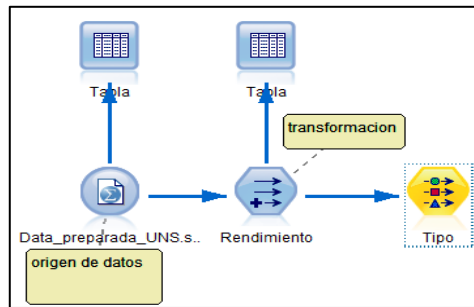 Tabla
Tabla
transformacion
Data_preparada_UNS.s..
Rendimiento
Tipo
origen de datos